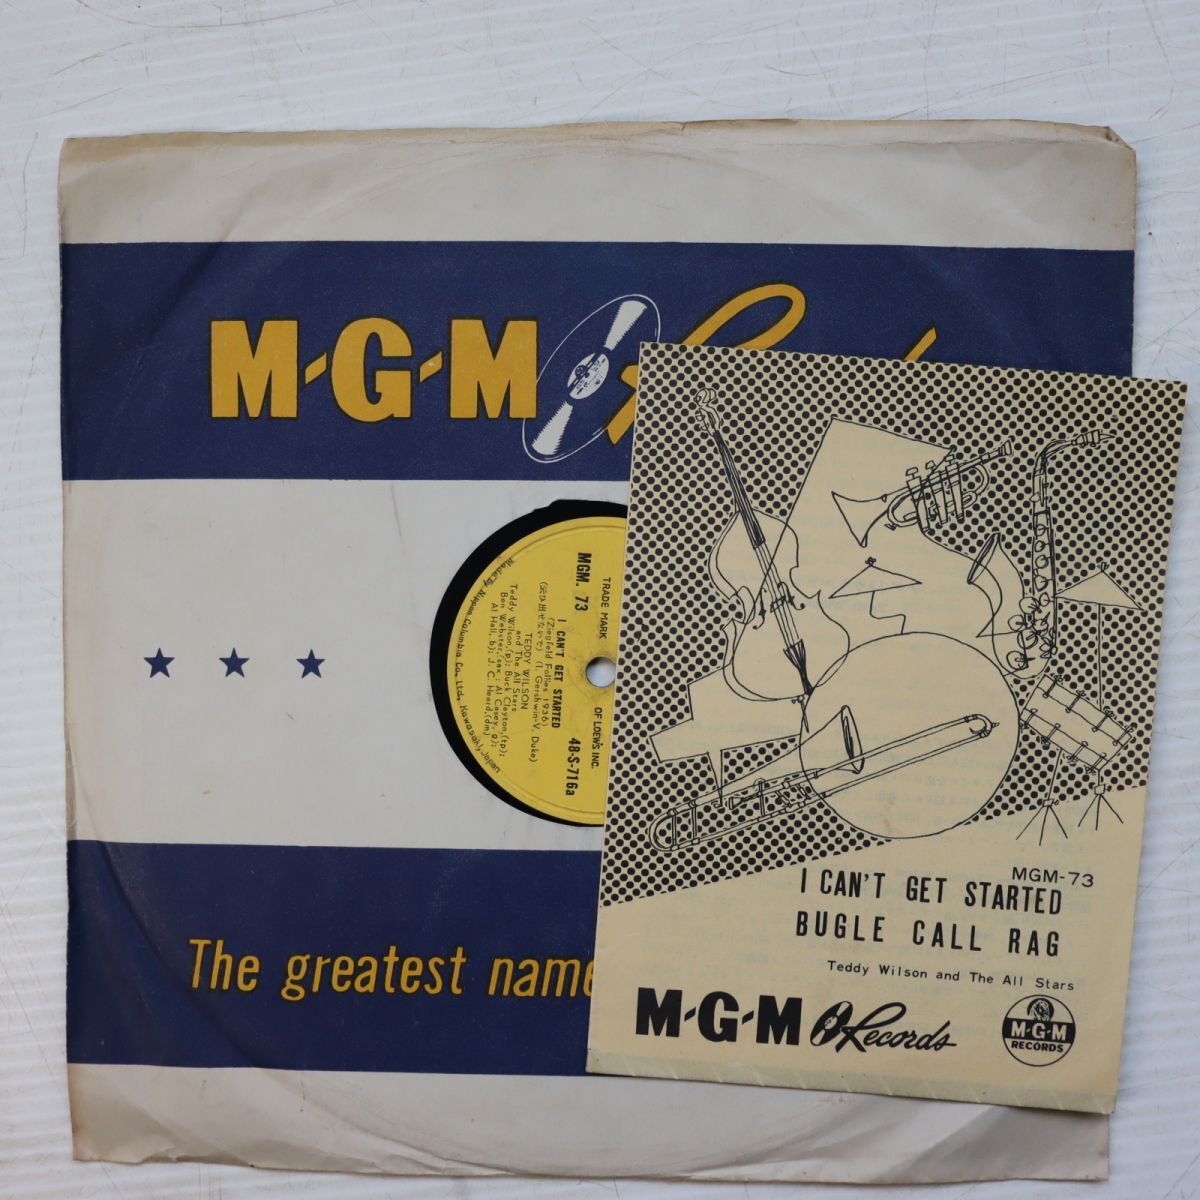 M-G-M
The greatest name
TRADE MARK
OF LOEW'S INC.
MGM. 73
48-S-716a
I CAN'T GET STARTED
(Ziegfeld Follies 1936)
(I. Gershwin-V. Duke)
TEDDY WILSON
and The All Stars
Teddy Wilson,(p); Buck Clayton,(tp);
Ben Webster,(sax.; Al Casey, g);
Al Hall, b); J. C. Heard,(dm)
Made by Nippon Columbia Co., Ltd., Kawasaki, Japan
MGM-73
I CAN'T GET STARTED
BUGLE CALL RAG
Teddy Wilson and The All Stars
M-G-M Records
M-G-M
RECORDS